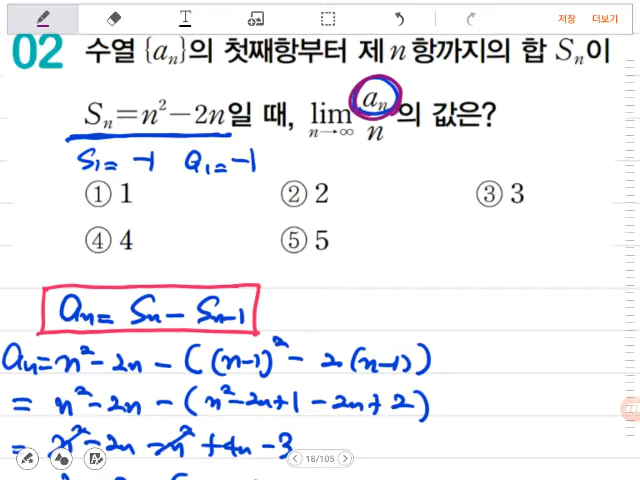 저장 더보기
02 수열 {aₙ}의 첫째항부터 제 n 항까지의 합 Sₙ이
Sₙ=n²-2n일 때, lim n→∞ aₙ/n 의 값은?
S₁= -1 a₁= -1
① 1 ② 2 ③ 3
④ 4 ⑤ 5
aₙ= Sₙ - Sₙ₋₁
aₙ= n² - 2n - ((n-1)² - 2(n-1))
= n² - 2n - (n² - 2n + 1 - 2n + 2)
= n² - 2n - n² + 4n - 3
18/105